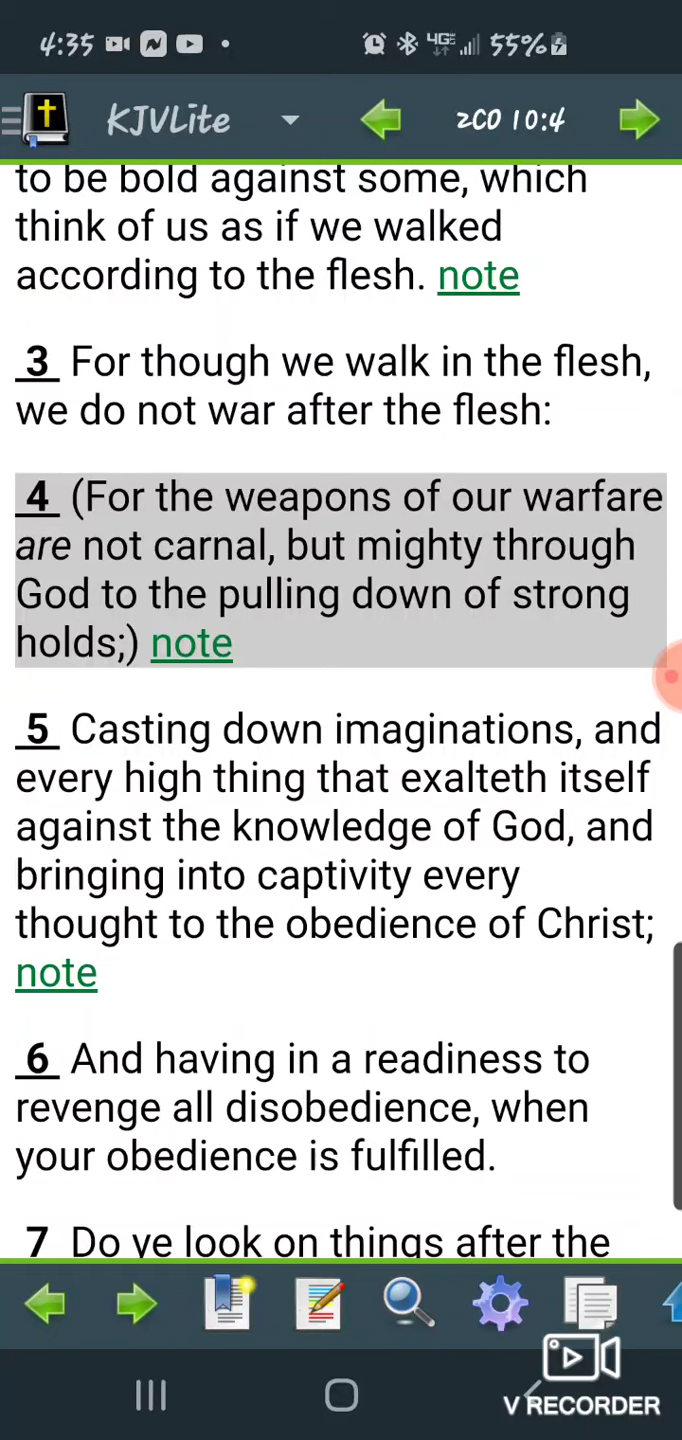 4:35
4GE 55%
KJVLite
2CO 10:4
to be bold against some, which
think of us as if we walked
according to the flesh. note
3 For though we walk in the flesh,
we do not war after the flesh:
4 (For the weapons of our warfare
are not carnal, but mighty through
God to the pulling down of strong
holds;) note
5 Casting down imaginations, and
every high thing that exalteth itself
against the knowledge of God, and
bringing into captivity every
thought to the obedience of Christ;
note
6 And having in a readiness to
revenge all disobedience, when
your obedience is fulfilled.
7 Do ye look on things after the
V RECORDER